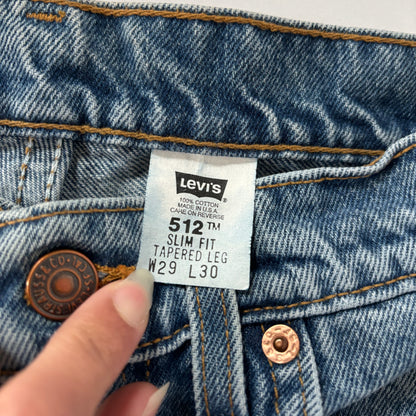 LEVI'S
100% COTTON
MADE IN U.S.A.
CARE ON REVERSE
512™
SLIM FIT
TAPERED LEG
W29 L30